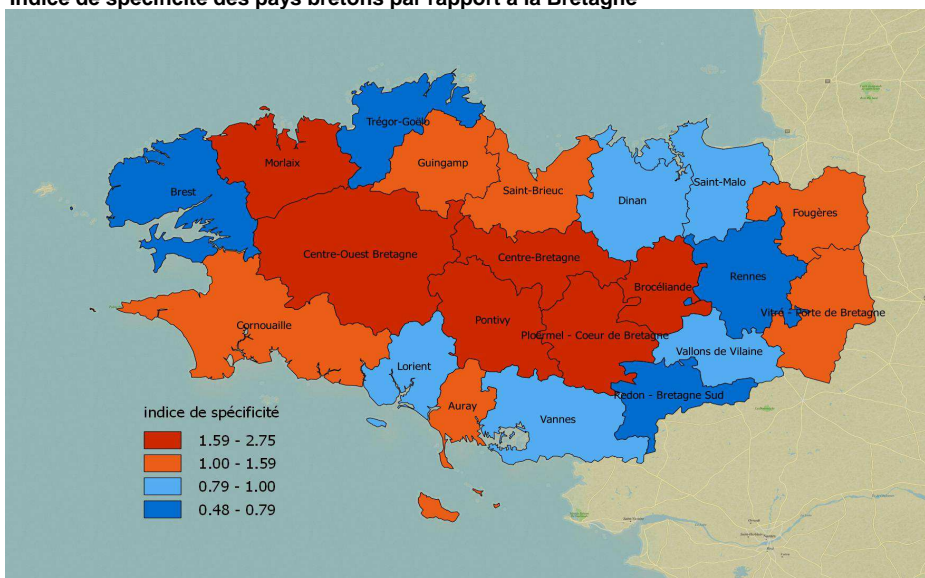 Indice de spécificité des pays bretons par rapport à la Bretagne
Trégor-Goëlo
Morlaix
Guingamp
Saint-Brieuc
Saint-Malo
Brest
Dinan
Fougères
Centre-Ouest Bretagne
Centre-Bretagne
Rennes
Brocéliande
Vitré - Porte de Bretagne
Pontivy
Ploërmel - Coeur de Bretagne
Cornouaille
Vallons de Vilaine
Lorient
Redon - Bretagne Sud
Auray
Vannes
indice de spécificité
1.59 - 2.75
1.00 - 1.59
0.79 - 1.00
0.48 - 0.79